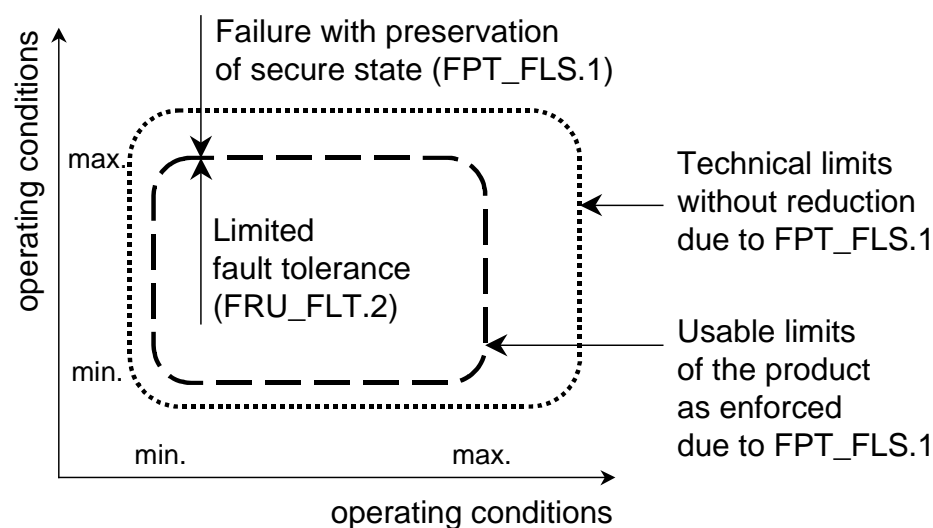 Failure with preservation
of secure state (FPT_FLS.1)
operating conditions
max.
Technical limits
without reduction
due to FPT_FLS.1
Limited
fault tolerance
(FRU_FLT.2)
Usable limits
of the product
as enforced
due to FPT_FLS.1
min.
min.
max.
operating conditions